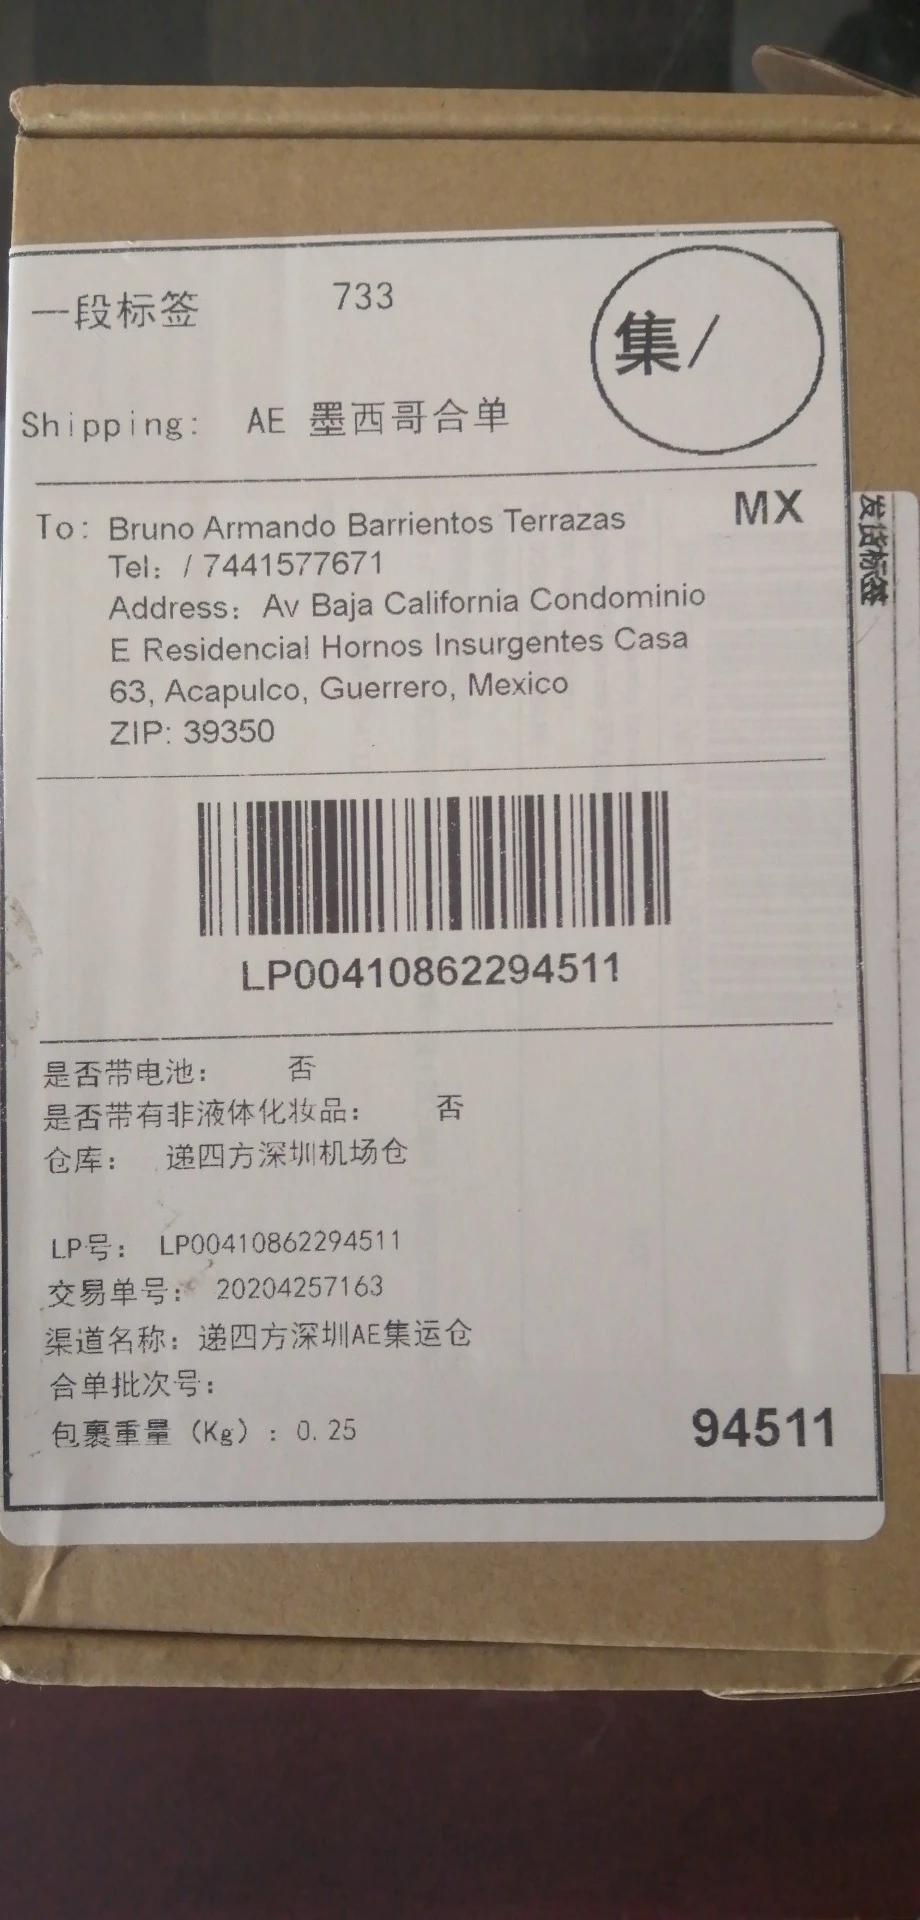 一段标签 733
集/
Shipping: AE 墨西哥合单
MX
To: Bruno Armando Barrientos Terrazas
Tel: / 7441577671
Address: Av Baja California Condominio
E Residencial Hornos Insurgentes Casa
63, Acapulco, Guerrero, Mexico
ZIP: 39350
LP00410862294511
是否带电池: 否
是否带有非液体化妆品: 否
仓库: 递四方深圳机场仓
LP号: LP00410862294511
交易单号: 20204257163
渠道名称: 递四方深圳AE集运仓
合单批次号:
包裹重量（Kg）: 0.25
94511
发货标签